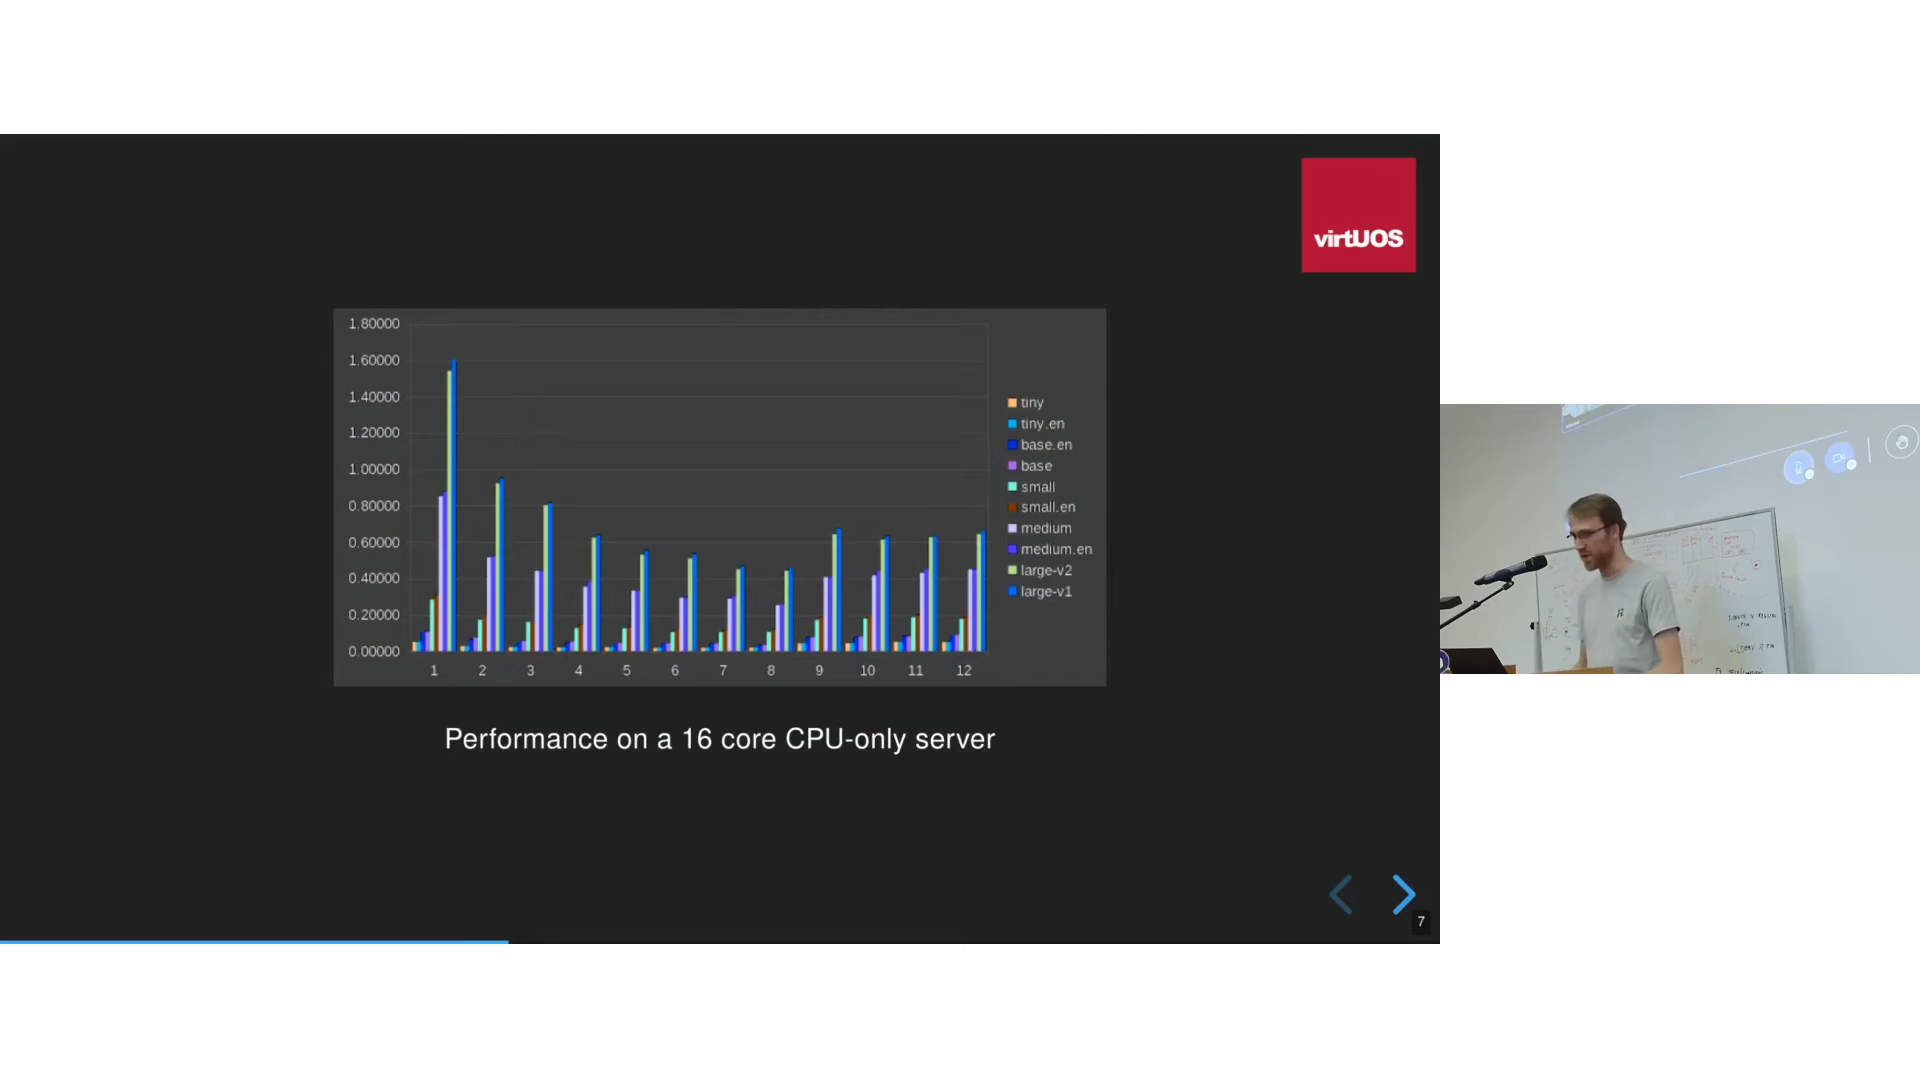 virtUOS
1.80000
1.60000
1.40000
1.20000
1.00000
0.80000
0.60000
0.40000
0.20000
0.00000
1 2 3 4 5 6 7 8 9 10 11 12
tiny
tiny.en
base.en
base
small
small.en
medium
medium.en
large-v2
large-v1
Performance on a 16 core CPU-only server
7